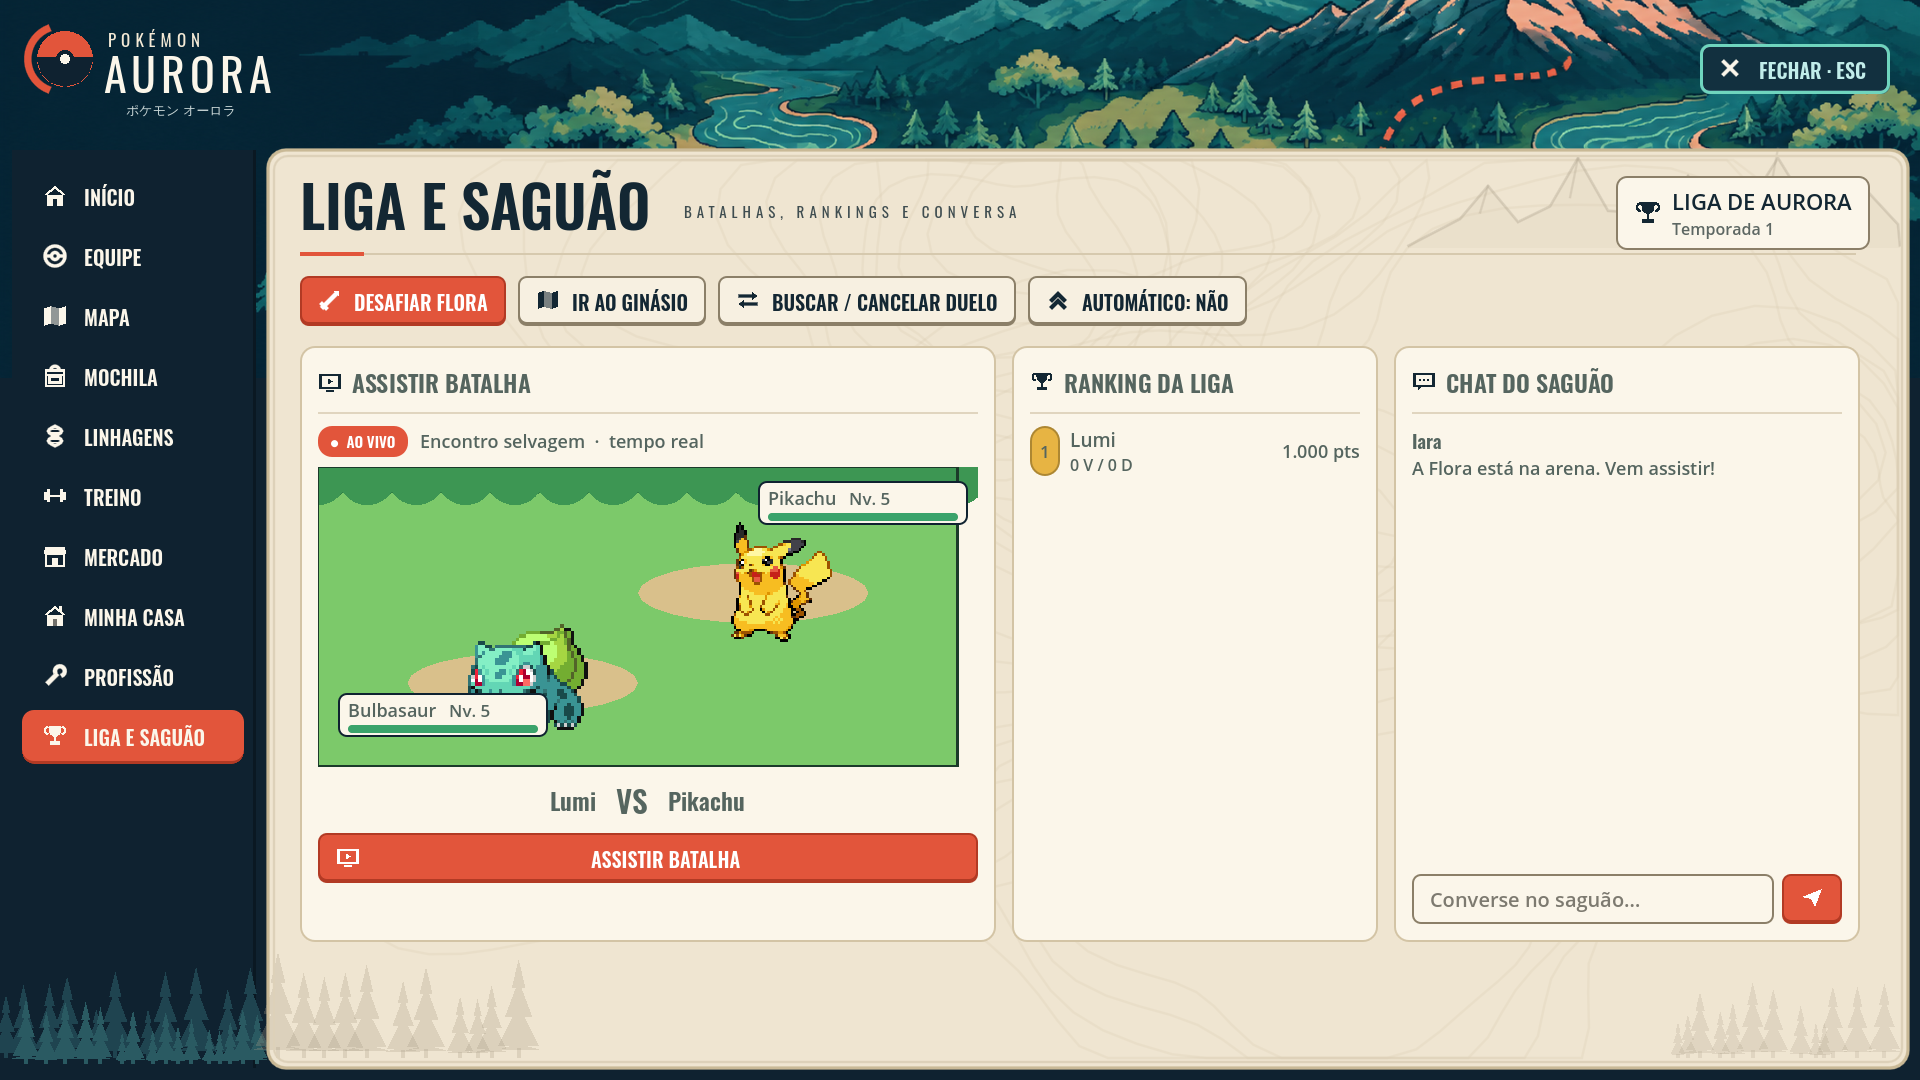 POKÉMON
AURORA
ポケモン オーロラ
FECHAR · ESC
INÍCIO
EQUIPE
MAPA
MOCHILA
LINHAGENS
TREINO
MERCADO
MINHA CASA
PROFISSÃO
LIGA E SAGUÃO
LIGA E SAGUÃO
BATALHAS, RANKINGS E CONVERSA
LIGA DE AURORA
Temporada 1
DESAFIAR FLORA
IR AO GINÁSIO
BUSCAR / CANCELAR DUELO
AUTOMÁTICO: NÃO
ASSISTIR BATALHA
● AO VIVO
Encontro selvagem · tempo real
Pikachu Nv. 5
Bulbasaur Nv. 5
Lumi VS Pikachu
ASSISTIR BATALHA
RANKING DA LIGA
1
Lumi
0 V / 0 D
1.000 pts
CHAT DO SAGUÃO
Iara
A Flora está na arena. Vem assistir!
Converse no saguão...